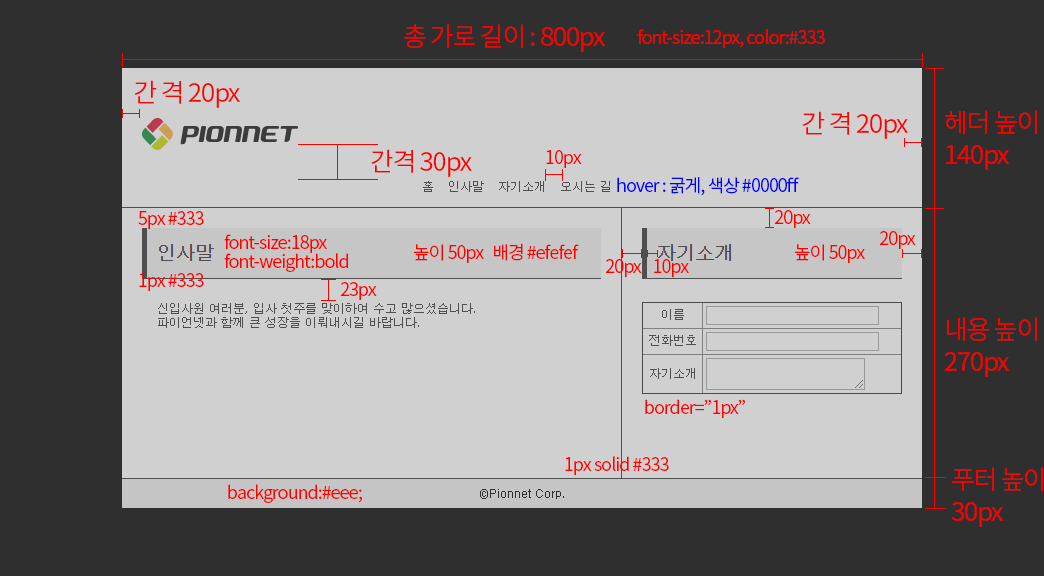 총 가로 길이 : 800px
font-size:12px, color:#333
간 격 20px
PIONNET
간 격 20px
헤더 높이
140px
간격 30px
10px
홈 인사말 자기소개 오시는 길
hover : 굵게, 색상 #0000ff
5px #333
20px
인사말
font-size:18px
font-weight:bold
높이 50px 배경 #efefef
자기소개
높이 50px
20px
20px
10px
1px #333
23px
신입사원 여러분, 입사 첫주를 맞이하여 수고 많으셨습니다.
파이언넷과 함께 큰 성장을 이뤄내시길 바랍니다.
이름
전화번호
자기소개
내용 높이
270px
border=”1px”
1px solid #333
background:#eee;
©Pionnet Corp.
푸터 높이
30px